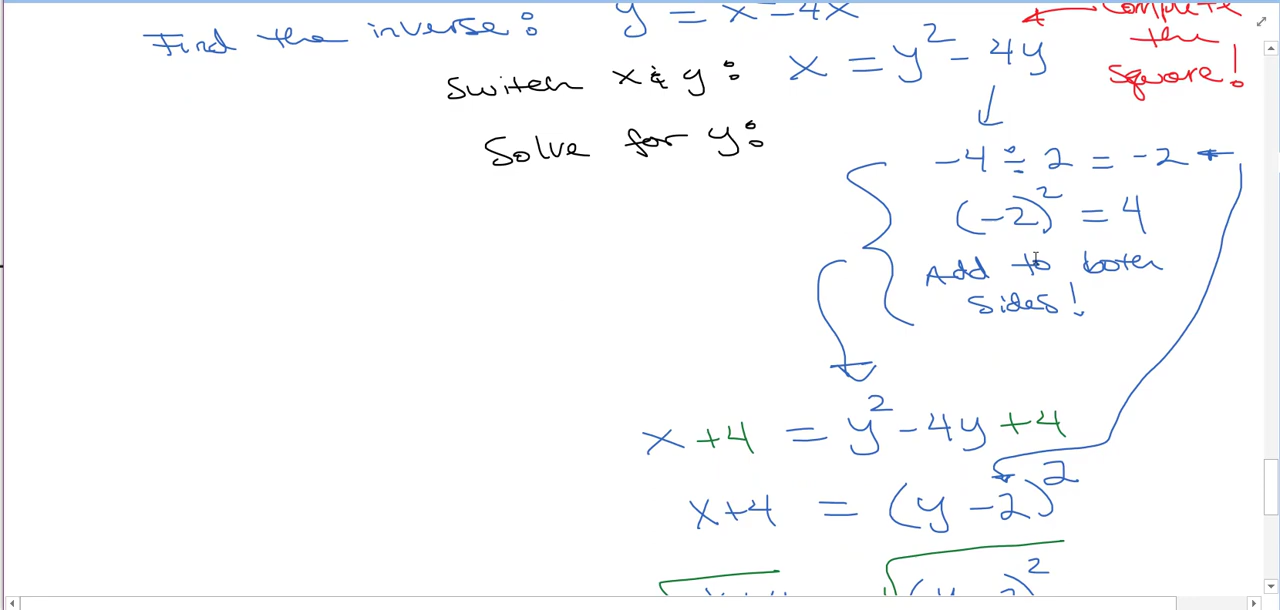 Find the inverse: y = x - 4x
complete
the
square!
Switch x & y: x = y² - 4y
Solve for y:
-4 ÷ 2 = -2
(-2)² = 4
Add to both
sides!
x +4 = y² - 4y +4
x+4 = (y - 2)²